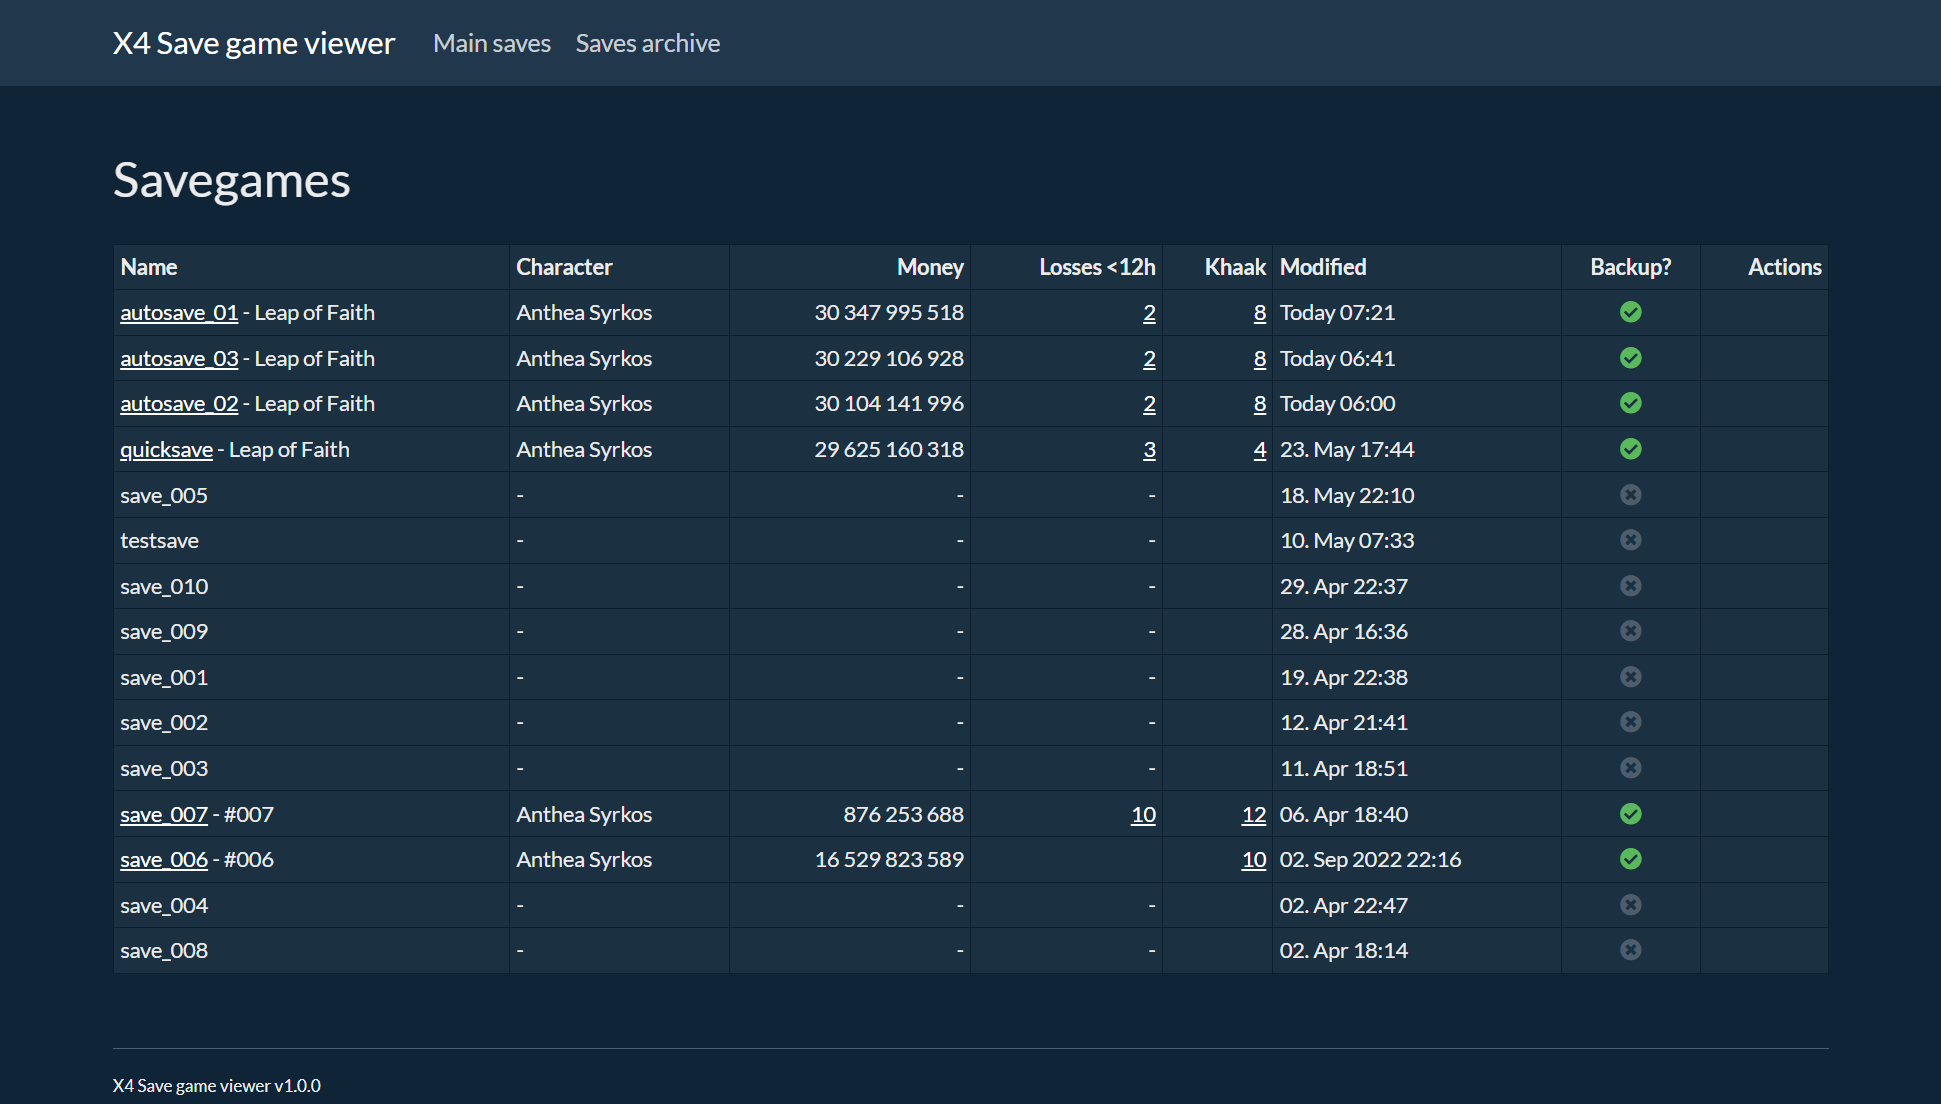 X4 Save game viewer Main saves Saves archive
Savegames
Name Character Money Losses <12h Khaak Modified Backup? Actions
autosave_01 - Leap of Faith Anthea Syrkos 30 347 995 518 2 8 Today 07:21
autosave_03 - Leap of Faith Anthea Syrkos 30 229 106 928 2 8 Today 06:41
autosave_02 - Leap of Faith Anthea Syrkos 30 104 141 996 2 8 Today 06:00
quicksave - Leap of Faith Anthea Syrkos 29 625 160 318 3 4 23. May 17:44
save_005 - - - 18. May 22:10
testsave - - - 10. May 07:33
save_010 - - - 29. Apr 22:37
save_009 - - - 28. Apr 16:36
save_001 - - - 19. Apr 22:38
save_002 - - - 12. Apr 21:41
save_003 - - - 11. Apr 18:51
save_007 - #007 Anthea Syrkos 876 253 688 10 12 06. Apr 18:40
save_006 - #006 Anthea Syrkos 16 529 823 589 10 02. Sep 2022 22:16
save_004 - - - 02. Apr 22:47
save_008 - - - 02. Apr 18:14
X4 Save game viewer v1.0.0